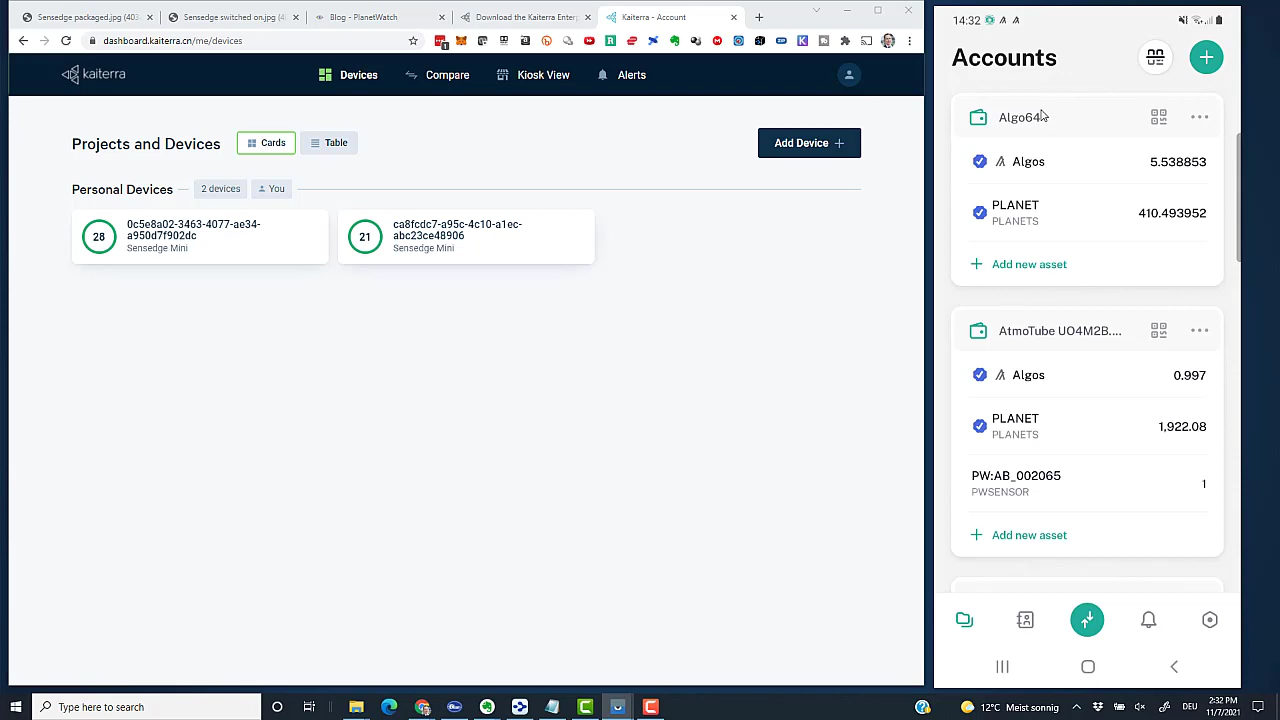 Sensedge packaged.jpg (403
Sensedge switched on.jpg (40
Blog - PlanetWatch
Download the Kaiterra Enter
Kaiterra - Account
dashboard.kaiterra.cn/me/devices
kaiterra
Devices
Compare
Kiosk View
Alerts
Projects and Devices
Cards
Table
Add Device
Personal Devices
2 devices
You
28
0c5e8a02-3463-4077-ae34-
a950d7f902dc
Sensedge Mini
21
ca8fcdc7-a95c-4c10-a1ec-
abc23ce48906
Sensedge Mini
14:32
Accounts
Algo64
Algos
5.538853
PLANET
PLANETS
410.493952
Add new asset
AtmoTube UO4M2B....
Algos
0.997
PLANET
PLANETS
1,922.08
PW:AB_002065
PWSENSOR
1
Add new asset
Type here to search
12°C Meist sonnig
DEU
2:32 PM
11/7/2021